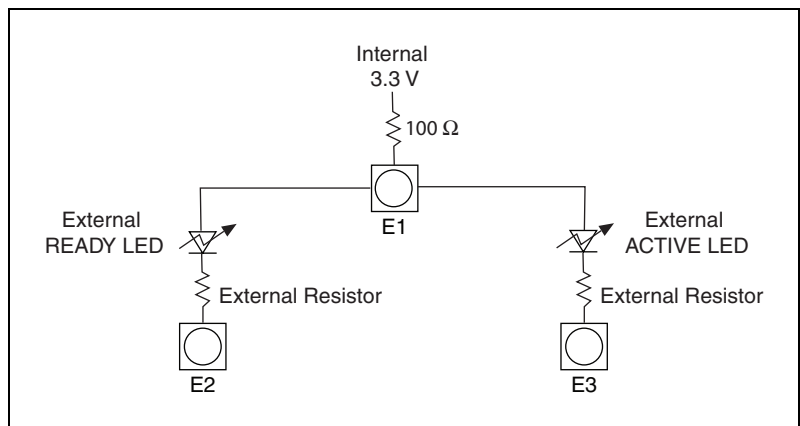 Internal
3.3 V
100 Ω
E1
External
READY LED
External
ACTIVE LED
External Resistor
External Resistor
E2
E3